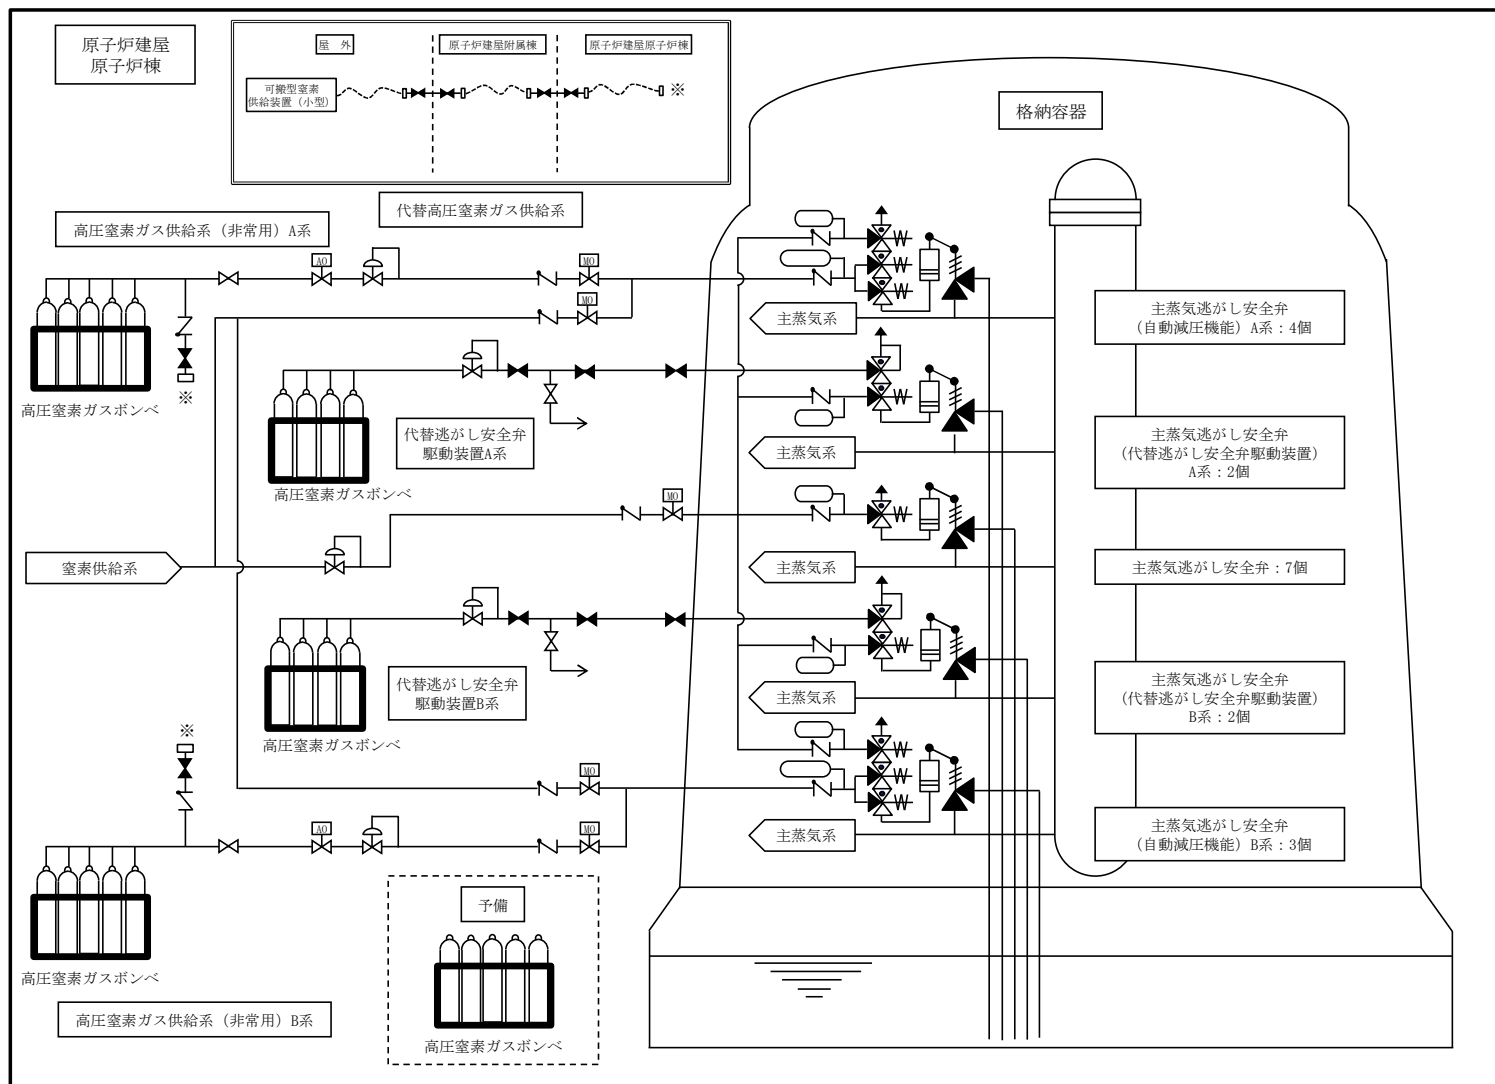 原子炉建屋
原子炉棟
屋　外
原子炉建屋附属棟
原子炉建屋原子炉棟
可搬型窒素
供給装置（小型）
※
代替高圧窒素ガス供給系
格納容器
高圧窒素ガス供給系（非常用）A系
AO
MO
MO
※
高圧窒素ガスボンベ
主蒸気系
主蒸気逃がし安全弁
（自動減圧機能）A系：4個
代替逃がし安全弁
駆動装置A系
高圧窒素ガスボンベ
主蒸気系
主蒸気逃がし安全弁
（代替逃がし安全弁駆動装置）
A系：2個
MO
窒素供給系
主蒸気系
主蒸気逃がし安全弁：7個
代替逃がし安全弁
駆動装置B系
高圧窒素ガスボンベ
主蒸気系
主蒸気逃がし安全弁
（代替逃がし安全弁駆動装置）
B系：2個
※
MO
AO
MO
主蒸気系
主蒸気逃がし安全弁
（自動減圧機能）B系：3個
高圧窒素ガスボンベ
高圧窒素ガス供給系（非常用）B系
予備
高圧窒素ガスボンベ